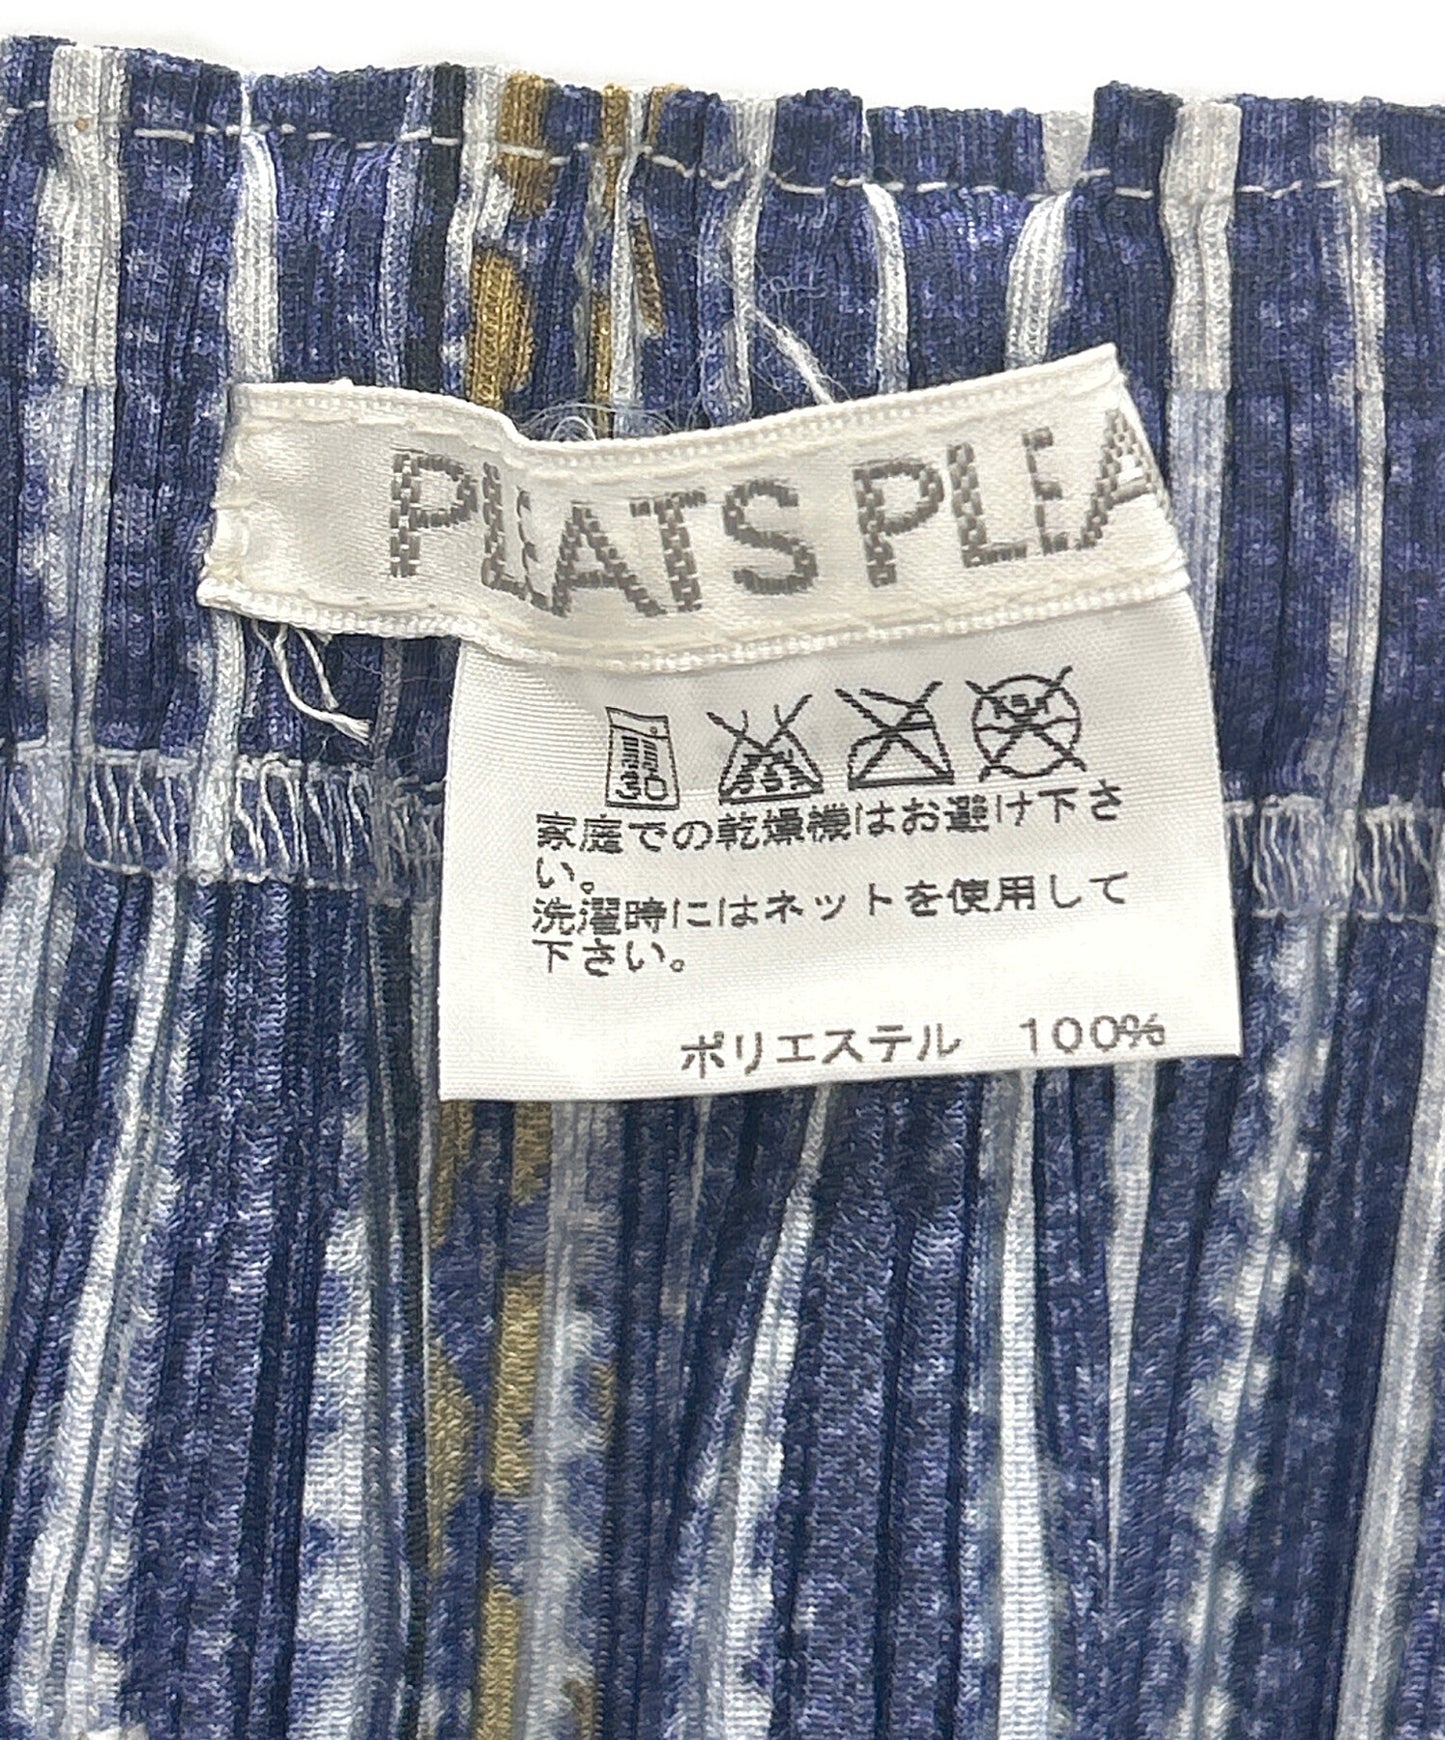 PLEATS PLEA
家庭での乾燥機はお避け下さ
い。
洗濯時にはネットを使用して
下さい。
ポリエステル 100%